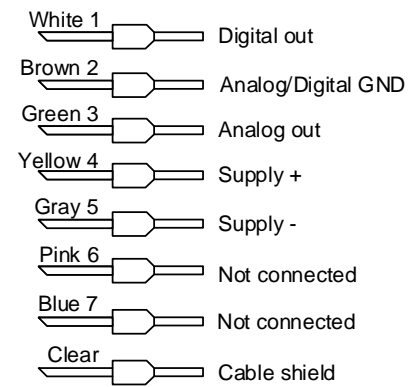 White 1 Digital out
Brown 2 Analog/Digital GND
Green 3 Analog out
Yellow 4 Supply +
Gray 5 Supply -
Pink 6 Not connected
Blue 7 Not connected
Clear Cable shield